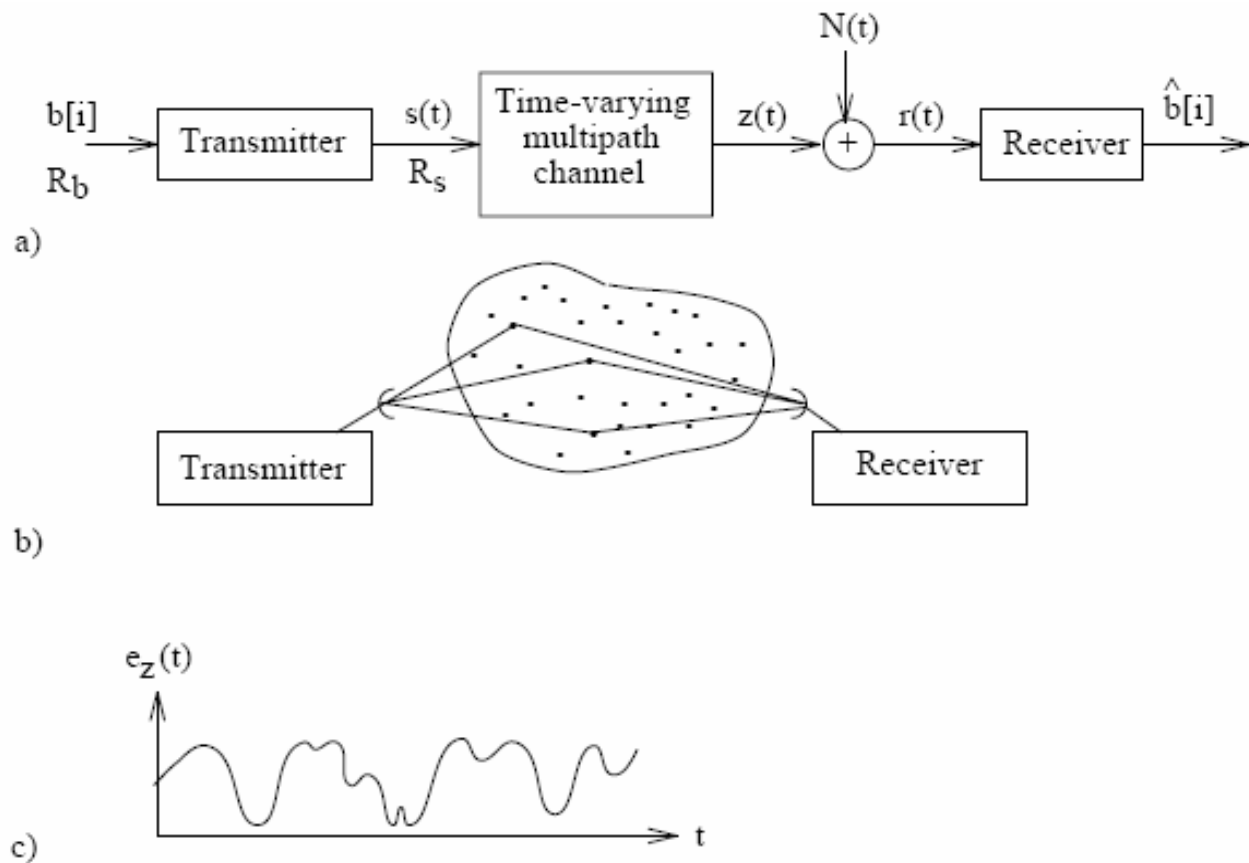 N(t)
b[i]
Transmitter
s(t)
Time-varying
multipath
channel
z(t)
+
r(t)
Receiver
b̂[i]
R_b
R_s
a)
Transmitter
Receiver
b)
e_z(t)
t
c)